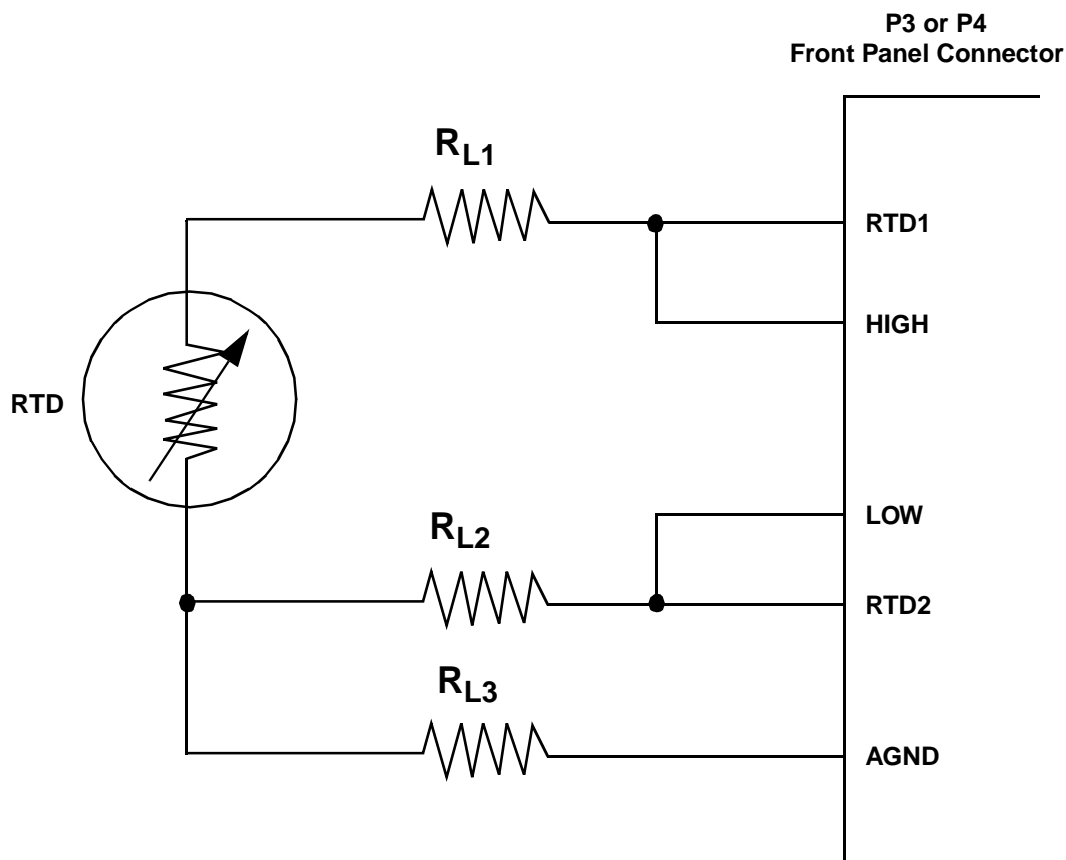 P3 or P4
Front Panel Connector
RL1
RTD1
HIGH
RTD
LOW
RL2
RTD2
RL3
AGND